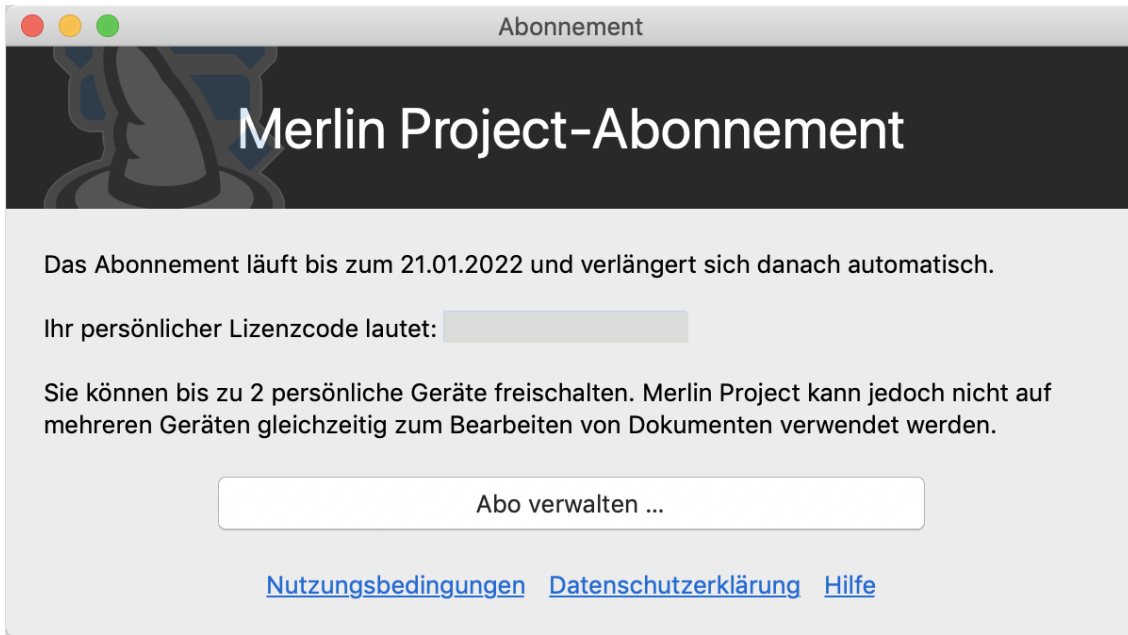 Abonnement
Merlin Project-Abonnement
Das Abonnement läuft bis zum 21.01.2022 und verlängert sich danach automatisch.
Ihr persönlicher Lizenzcode lautet:
Sie können bis zu 2 persönliche Geräte freischalten. Merlin Project kann jedoch nicht auf
mehreren Geräten gleichzeitig zum Bearbeiten von Dokumenten verwendet werden.
Abo verwalten ...
Nutzungsbedingungen Datenschutzerklärung Hilfe